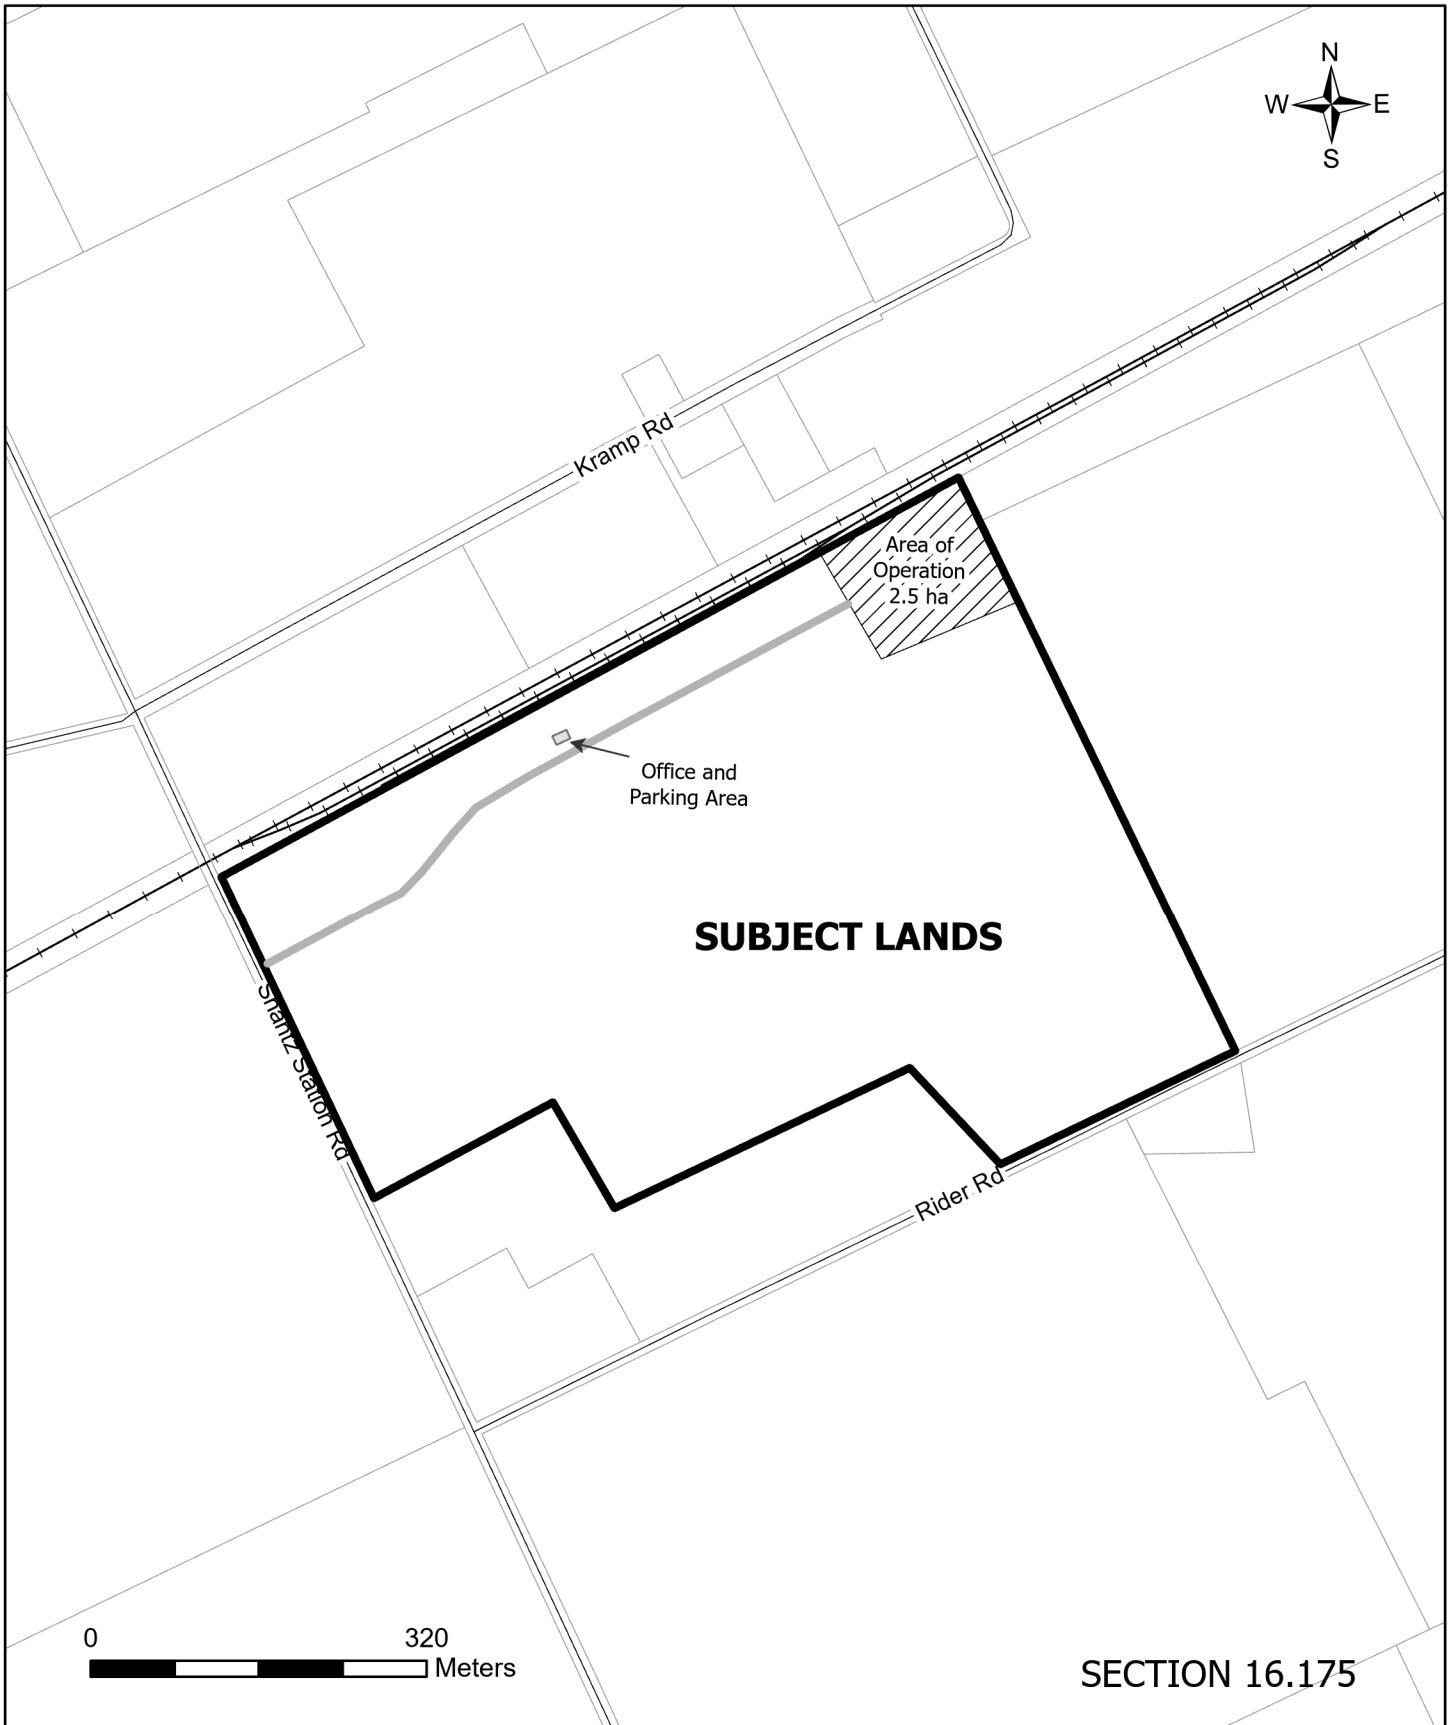 N
W E
S
Kramp Rd
Area of
Operation
2.5 ha
Office and
Parking Area
SUBJECT LANDS
Shantz Station Rd
Rider Rd
0 320
Meters
SECTION 16.175